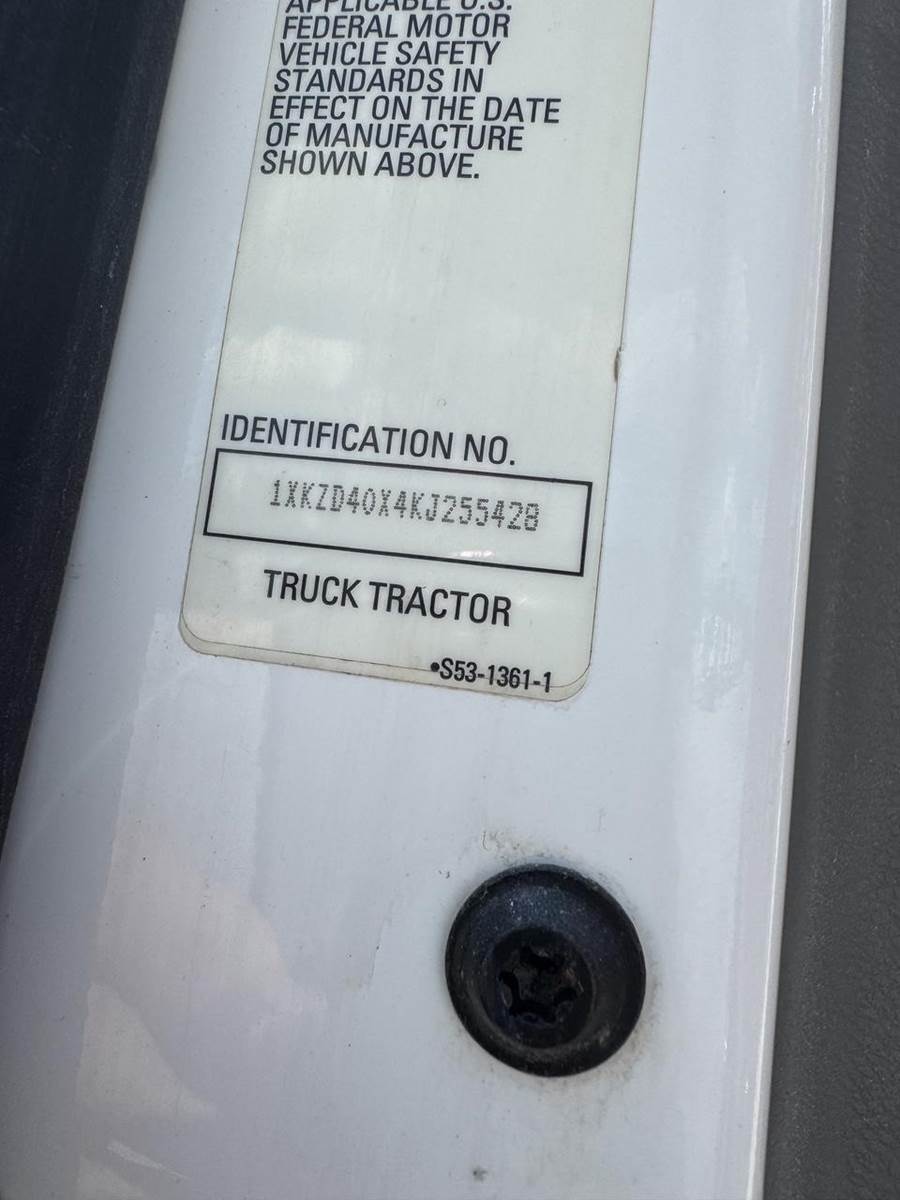 APPLICABLE U.S.
FEDERAL MOTOR
VEHICLE SAFETY
STANDARDS IN
EFFECT ON THE DATE
OF MANUFACTURE
SHOWN ABOVE.
IDENTIFICATION NO.
1XKZD40X4KJ255428
TRUCK TRACTOR
•S53-1361-1